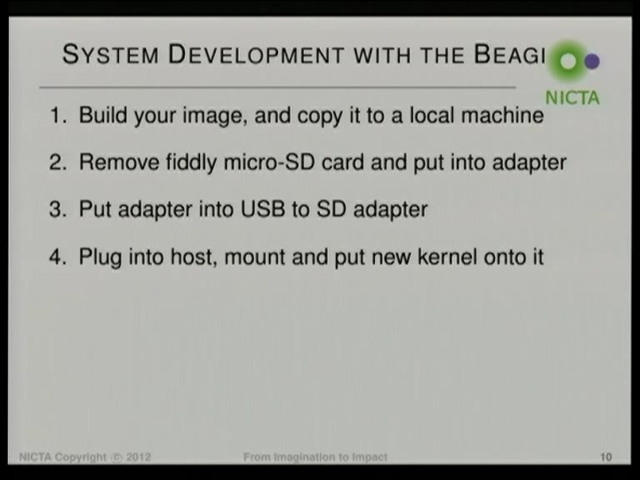 SYSTEM DEVELOPMENT WITH THE BEAGL
NICTA
1. Build your image, and copy it to a local machine
2. Remove fiddly micro-SD card and put into adapter
3. Put adapter into USB to SD adapter
4. Plug into host, mount and put new kernel onto it
NICTA Copyright © 2012 From Imagination to Impact 10